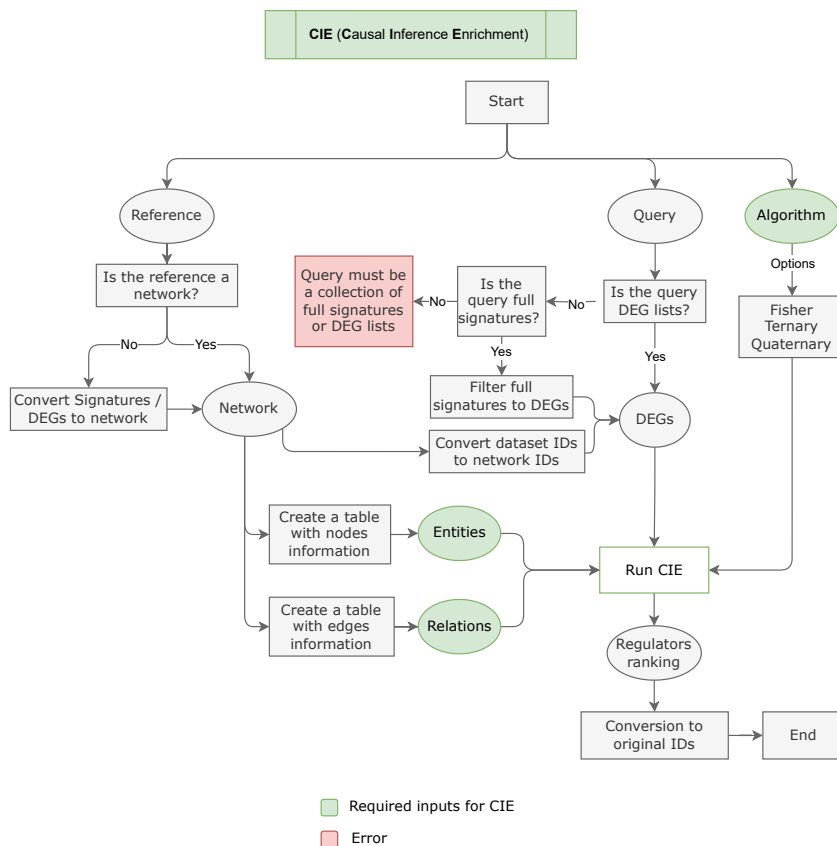 CIE (Causal Inference Enrichment)
Start
Reference
Query
Algorithm
Is the reference a
network?
Query must be
a collection of
full signatures
or DEG lists
No
Is the
query full
signatures?
No
Is the query
DEG lists?
Options
Fisher
Ternary
Quaternary
No
Yes
Yes
Yes
Convert Signatures /
DEGs to network
Network
Filter full
signatures to DEGs
DEGs
Convert dataset IDs
to network IDs
Create a table
with nodes
information
Entities
Run CIE
Create a table
with edges
information
Relations
Regulators
ranking
Conversion to
original IDs
End
Required inputs for CIE
Error